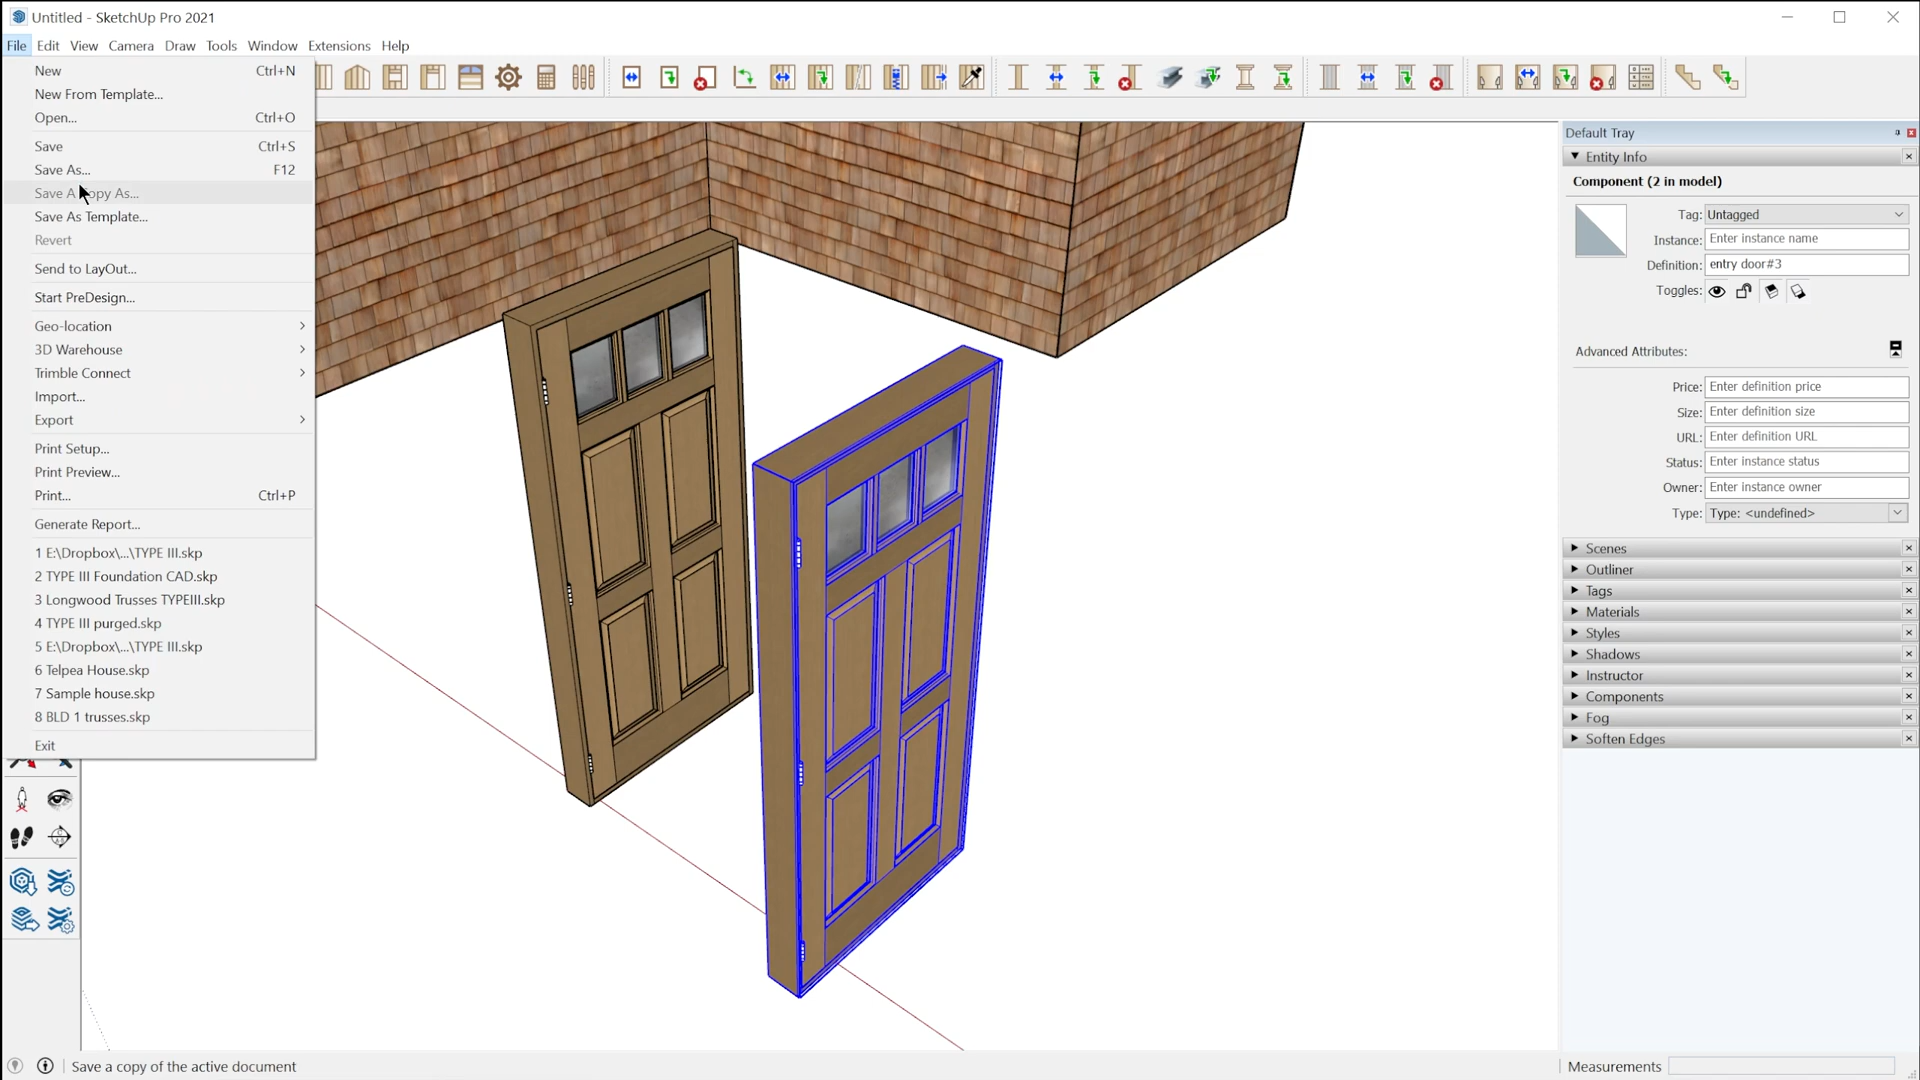 Untitled - SketchUp Pro 2021
File Edit View Camera Draw Tools Window Extensions Help
New Ctrl+N
New From Template...
Open... Ctrl+O
Save Ctrl+S
Save As... F12
Save A Copy As...
Save As Template...
Revert
Send to LayOut...
Start PreDesign...
Geo-location
3D Warehouse
Trimble Connect
Import...
Export
Print Setup...
Print Preview...
Print... Ctrl+P
Generate Report...
1 E:\Dropbox\...\TYPE III.skp
2 TYPE III Foundation CAD.skp
3 Longwood Trusses TYPEIII.skp
4 TYPE III purged.skp
5 E:\Dropbox\...\TYPE III.skp
6 Telpea House.skp
7 Sample house.skp
8 BLD 1 trusses.skp
Exit
Default Tray
Entity Info
Component (2 in model)
Tag: Untagged
Instance: Enter instance name
Definition: entry door#3
Toggles:
Advanced Attributes:
Price: Enter definition price
Size: Enter definition size
URL: Enter definition URL
Status: Enter instance status
Owner: Enter instance owner
Type: Type: <undefined>
Scenes
Outliner
Tags
Materials
Styles
Shadows
Instructor
Components
Fog
Soften Edges
Save a copy of the active document
Measurements